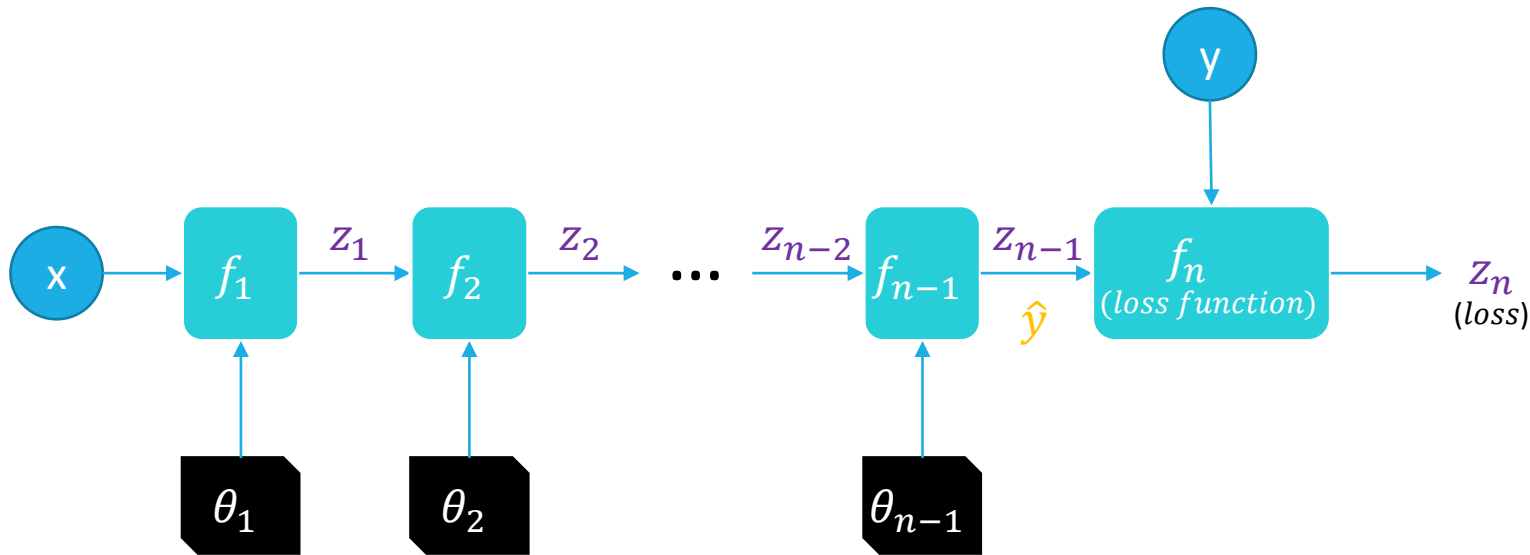 y
x
f₁
z₁
f₂
z₂
...
zₙ₋₂
fₙ₋₁
zₙ₋₁
ŷ
fₙ
(loss function)
zₙ
(loss)
θ₁
θ₂
θₙ₋₁